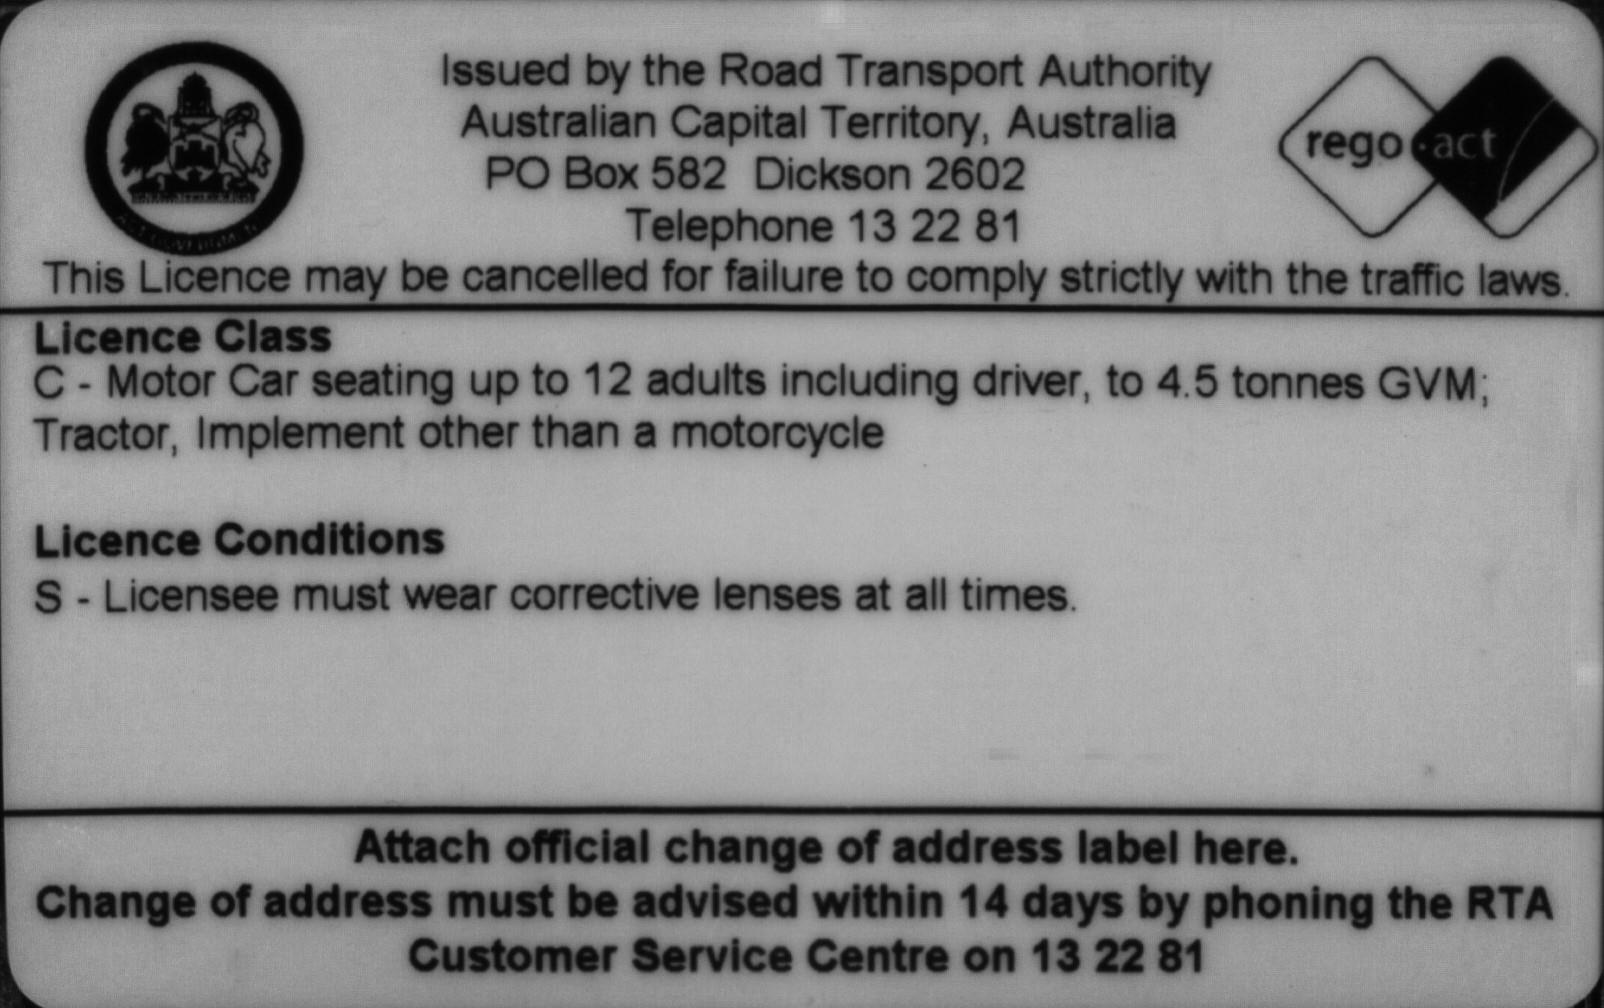 Issued by the Road Transport Authority
Australian Capital Territory, Australia
PO Box 582 Dickson 2602
Telephone 13 22 81
rego·act
ACT GOVERNMENT
This Licence may be cancelled for failure to comply strictly with the traffic laws.
Licence Class
C - Motor Car seating up to 12 adults including driver, to 4.5 tonnes GVM;
Tractor, Implement other than a motorcycle
Licence Conditions
S - Licensee must wear corrective lenses at all times.
Attach official change of address label here.
Change of address must be advised within 14 days by phoning the RTA
Customer Service Centre on 13 22 81